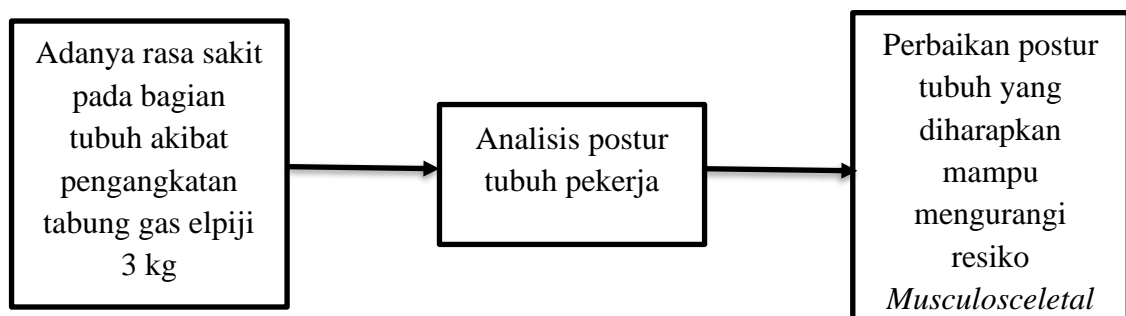 Adanya rasa sakit
pada bagian
tubuh akibat
pengangkatan
tabung gas elpiji
3 kg
Analisis postur
tubuh pekerja
Perbaikan postur
tubuh yang
diharapkan
mampu
mengurangi
resiko
Musculosceletal